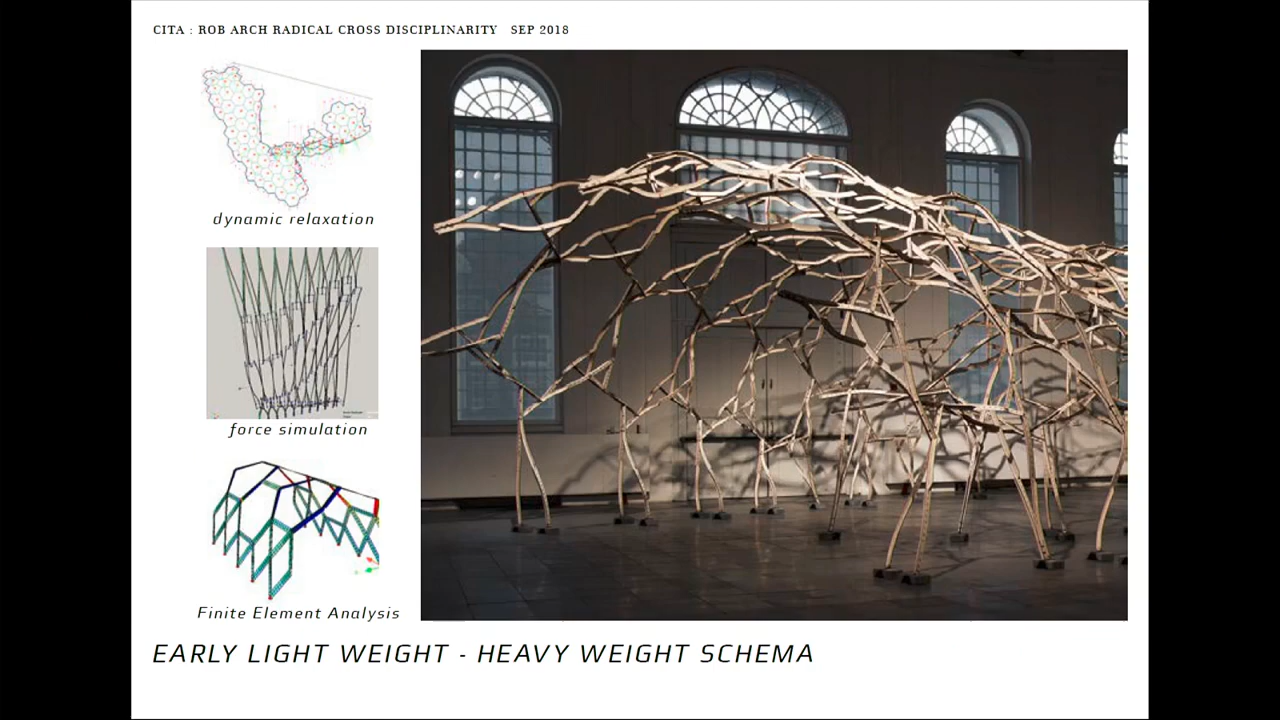 CITA : ROB ARCH RADICAL CROSS DISCIPLINARITY SEP 2018
dynamic relaxation
force simulation
Finite Element Analysis
EARLY LIGHT WEIGHT - HEAVY WEIGHT SCHEMA